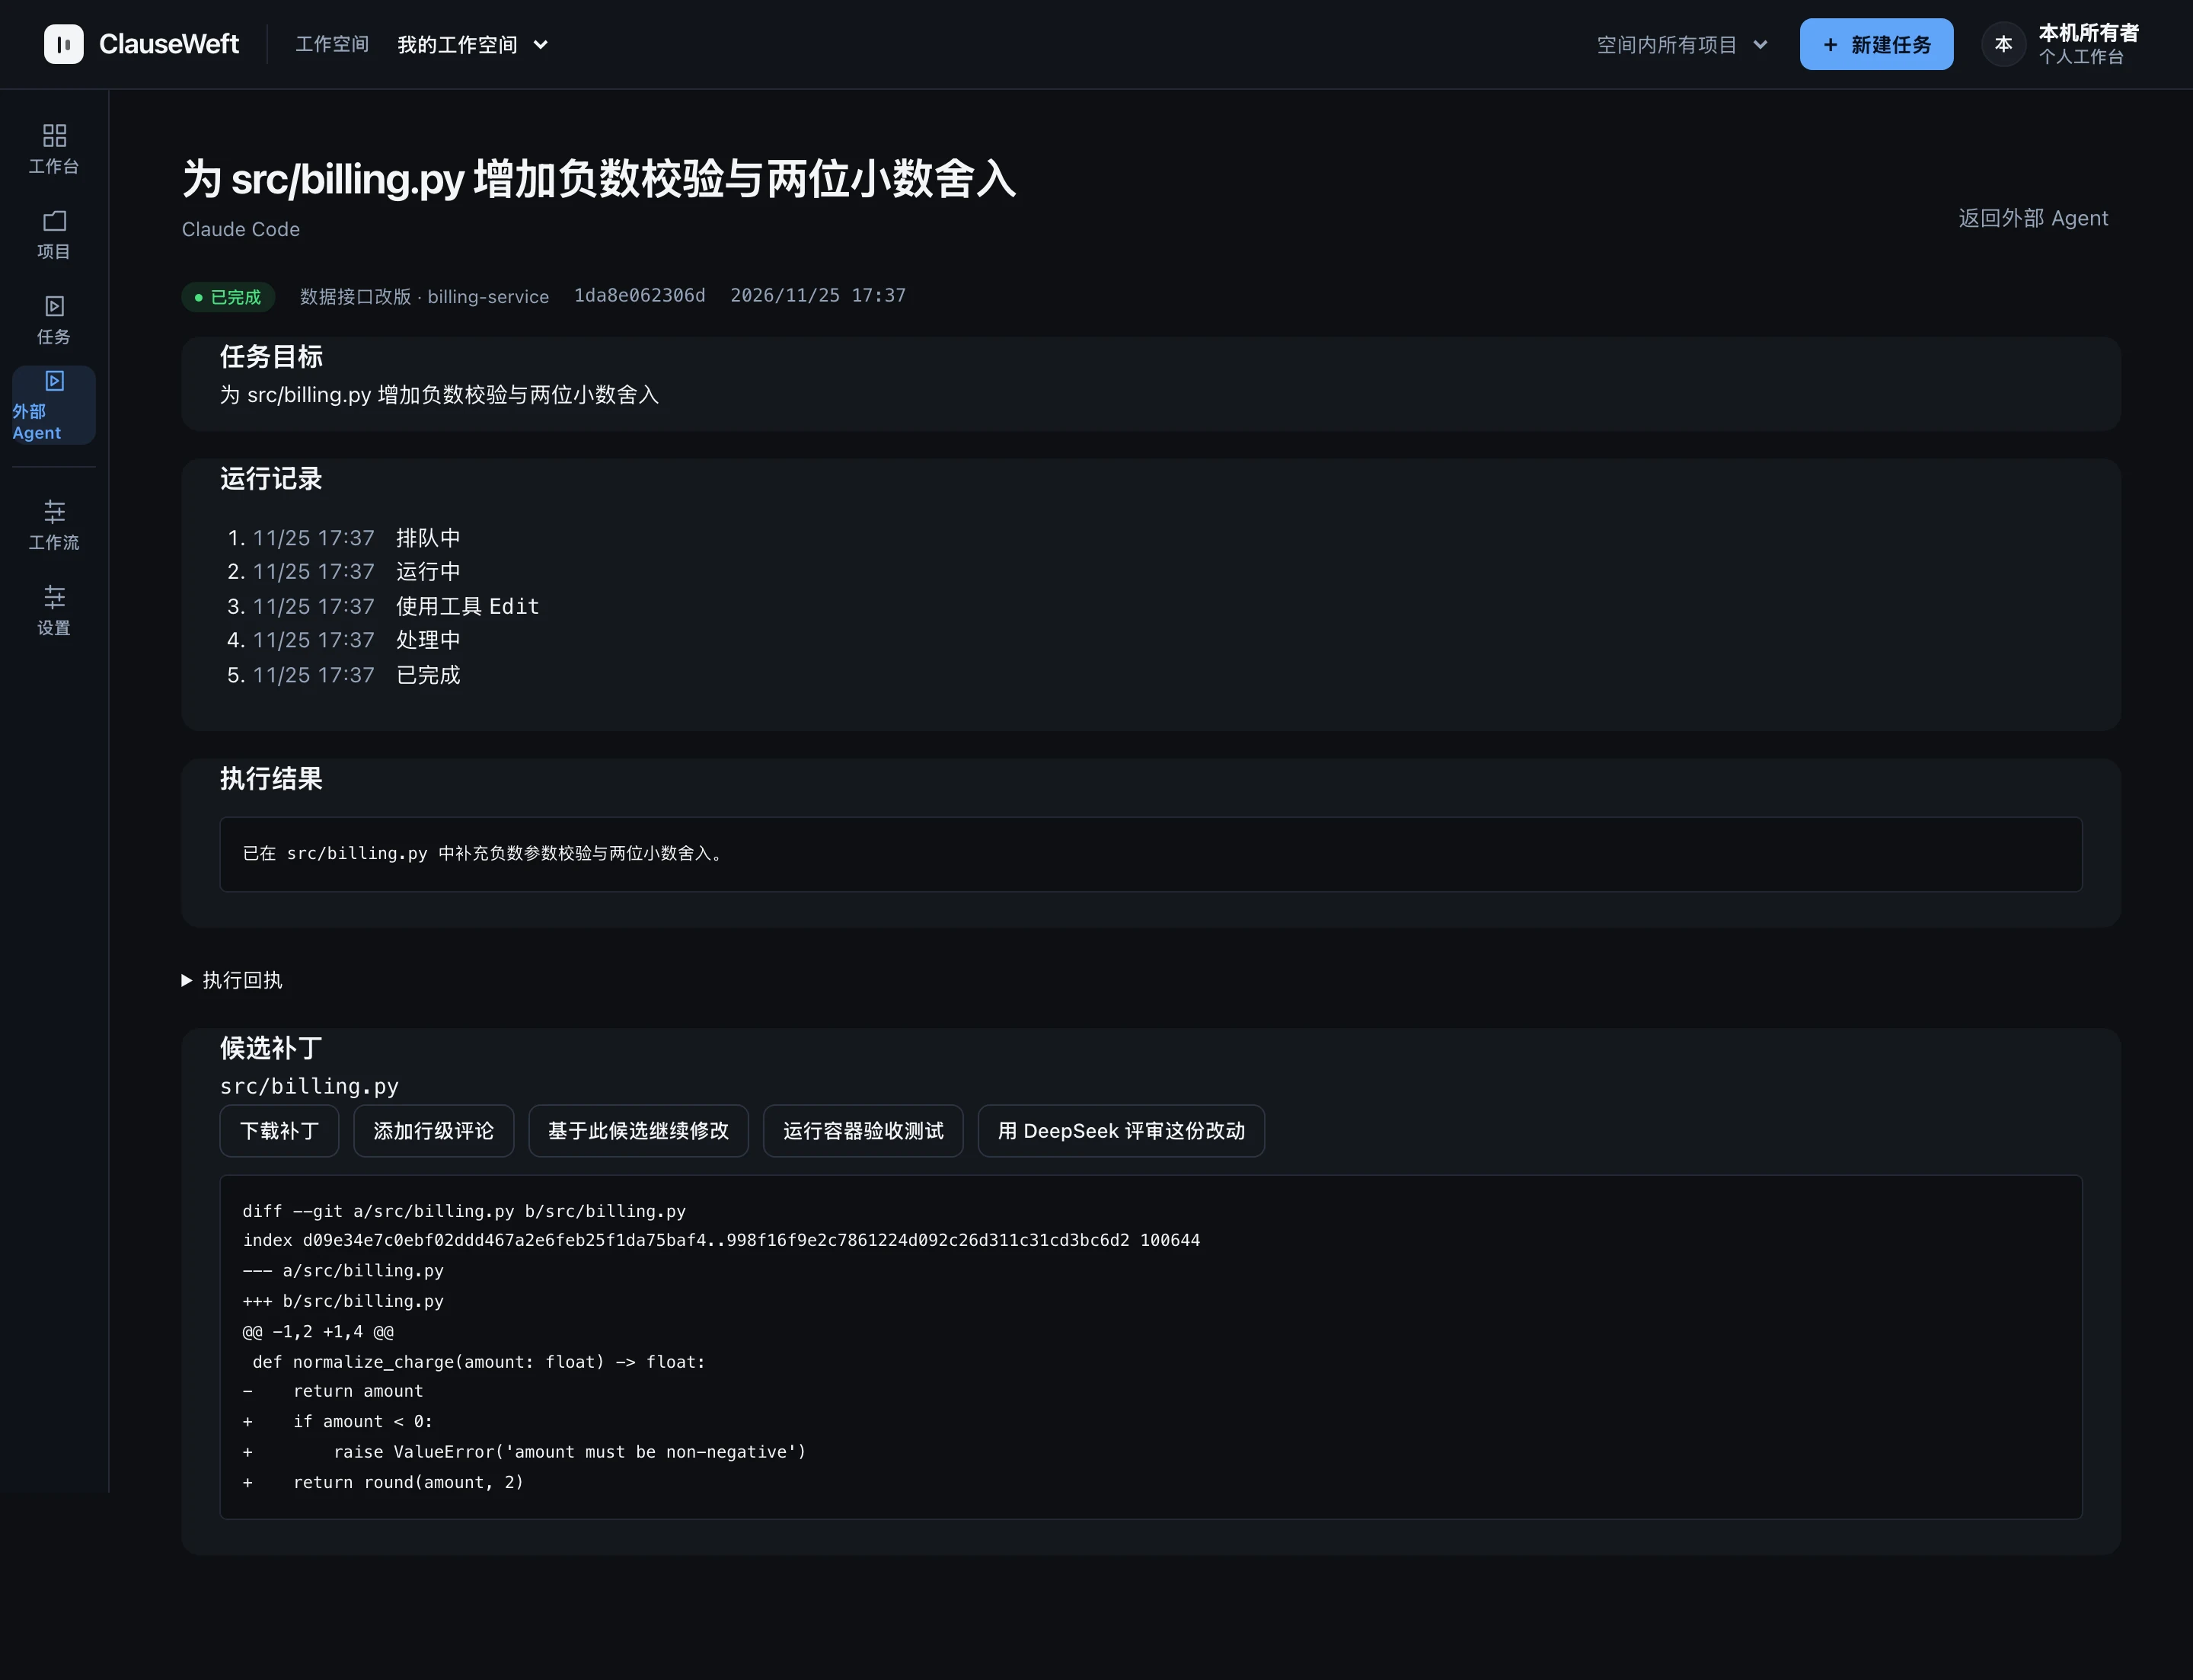 ClauseWeft
工作空间 我的工作空间
空间内所有项目
+ 新建任务
本
本机所有者
个人工作台
工作台
项目
任务
外部
Agent
工作流
设置
为 src/billing.py 增加负数校验与两位小数舍入
Claude Code
返回外部 Agent
已完成 数据接口改版 · billing-service 1da8e062306d 2026/11/25 17:37
任务目标
为 src/billing.py 增加负数校验与两位小数舍入
运行记录
1. 11/25 17:37 排队中
2. 11/25 17:37 运行中
3. 11/25 17:37 使用工具 Edit
4. 11/25 17:37 处理中
5. 11/25 17:37 已完成
执行结果
已在 src/billing.py 中补充负数参数校验与两位小数舍入。
执行回执
候选补丁
src/billing.py
下载补丁 添加行级评论 基于此候选继续修改 运行容器验收测试 用 DeepSeek 评审这份改动
diff --git a/src/billing.py b/src/billing.py
index d09e34e7c0ebf02ddd467a2e6feb25f1da75baf4..998f16f9e2c7861224d092c26d311c31cd3bc6d2 100644
--- a/src/billing.py
+++ b/src/billing.py
@@ -1,2 +1,4 @@
 def normalize_charge(amount: float) -> float:
-    return amount
+    if amount < 0:
+        raise ValueError('amount must be non-negative')
+    return round(amount, 2)